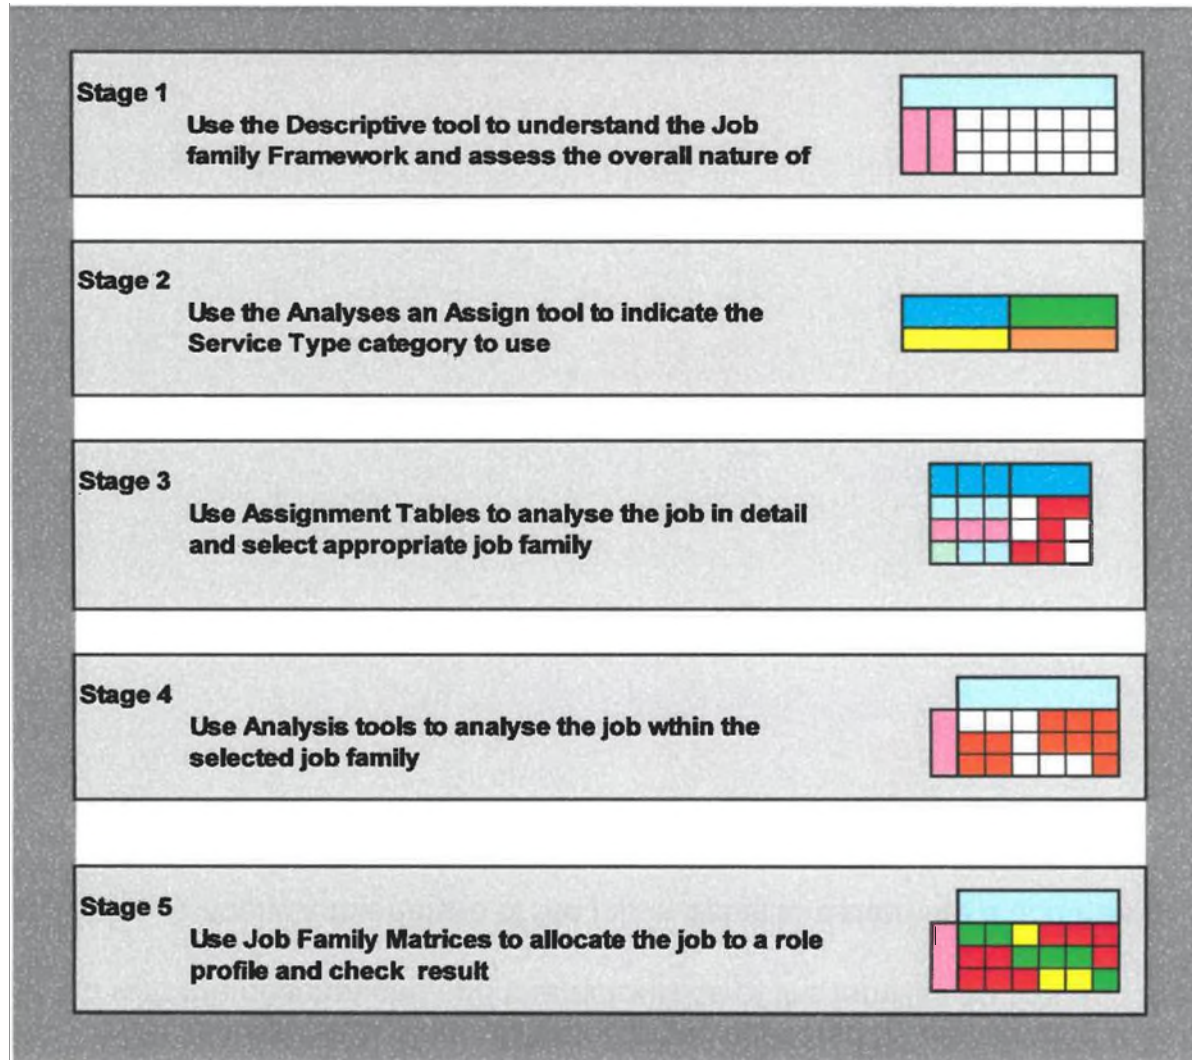 Stage 1
Use the Descriptive tool to understand the Job
family Framework and assess the overall nature of
Stage 2
Use the Analyses an Assign tool to indicate the
Service Type category to use
Stage 3
Use Assignment Tables to analyse the job in detail
and select appropriate job family
Stage 4
Use Analysis tools to analyse the job wthin the
selected job family
Stage 5
Use Job Family Matrices to allocate the job to a role
profile and check result